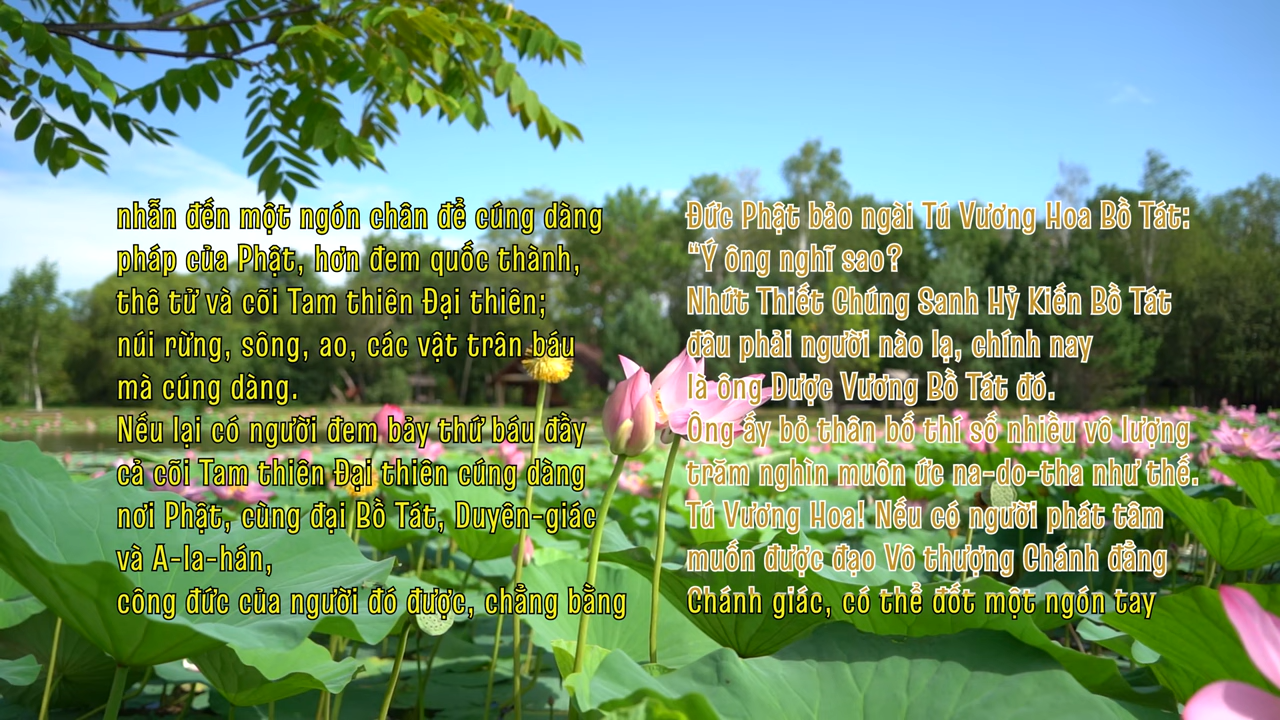 nhẫn đến một ngón chân để cúng dàng
pháp của Phật, hơn đem quốc thành,
thê tử và cõi Tam thiên Đại thiên;
núi rừng, sông, ao, các vật trân báu
mà cúng dàng.
Nếu lại có người đem bảy thứ báu đầy
cả cõi Tam thiên Đại thiên cúng dàng
nơi Phật, cùng đại Bồ Tát, Duyên-giác
và A-la-hán,
công đức của người đó được, chẳng bằng
Đức Phật bảo ngài Tú Vương Hoa Bồ Tát:
“Ý ông nghĩ sao?
Nhứt Thiết Chúng Sanh Hỷ Kiến Bồ Tát
đâu phải người nào lạ, chính nay
là ông Dược Vương Bồ Tát đó.
Ông ấy bỏ thân bố thí số nhiều vô lượng
trăm nghìn muôn ức na-do-tha như thế.
Tú Vương Hoa! Nếu có người phát tâm
muốn được đạo Vô thượng Chánh đẳng
Chánh giác, có thể đốt một ngón tay